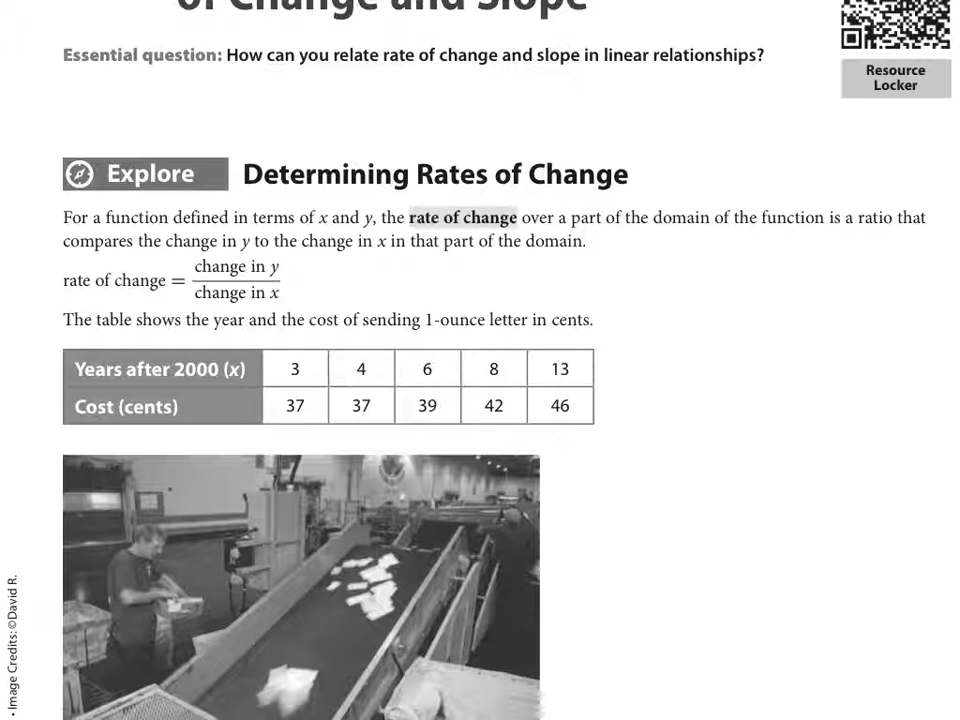 of Change and Slope
Essential question: How can you relate rate of change and slope in linear relationships?
Resource
Locker
Explore Determining Rates of Change
For a function defined in terms of x and y, the rate of change over a part of the domain of the function is a ratio that
compares the change in y to the change in x in that part of the domain.
rate of change = change in y
change in x
The table shows the year and the cost of sending 1-ounce letter in cents.
Years after 2000 (x) 3 4 6 8 13
Cost (cents) 37 37 39 42 46
• Image Credits: ©David R.